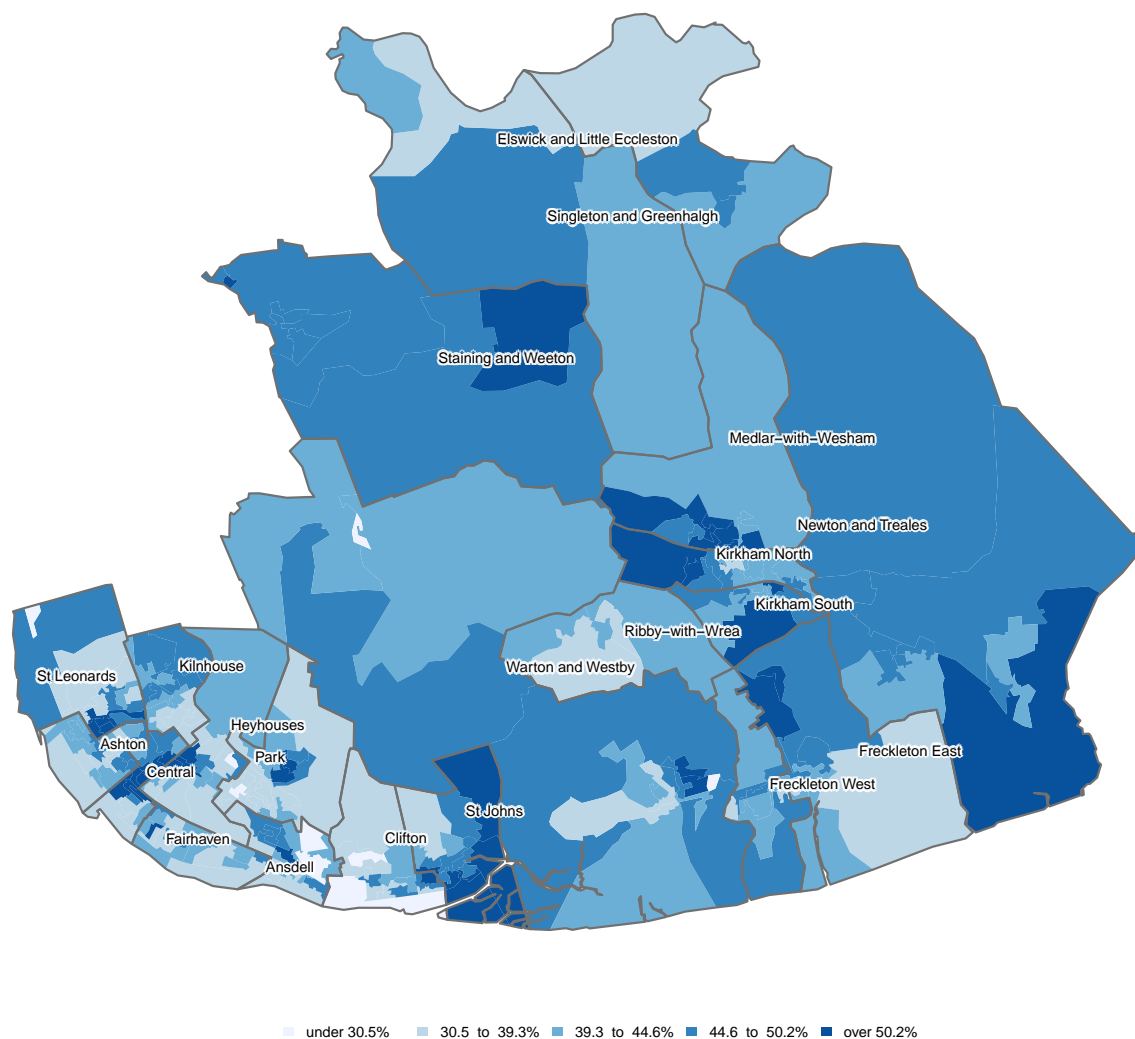 Elswick and Little Eccleston
Singleton and Greenhalgh
Staining and Weeton
Medlar−with−Wesham
Newton and Treales
Kirkham North
Kirkham South
Ribby−with−Wrea
Warton and Westby
Kilnhouse
St Leonards
Heyhouses
Ashton
Park
Freckleton East
Central
Freckleton West
St Johns
Fairhaven
Clifton
Ansdell
under 30.5% 30.5 to 39.3% 39.3 to 44.6% 44.6 to 50.2% over 50.2%